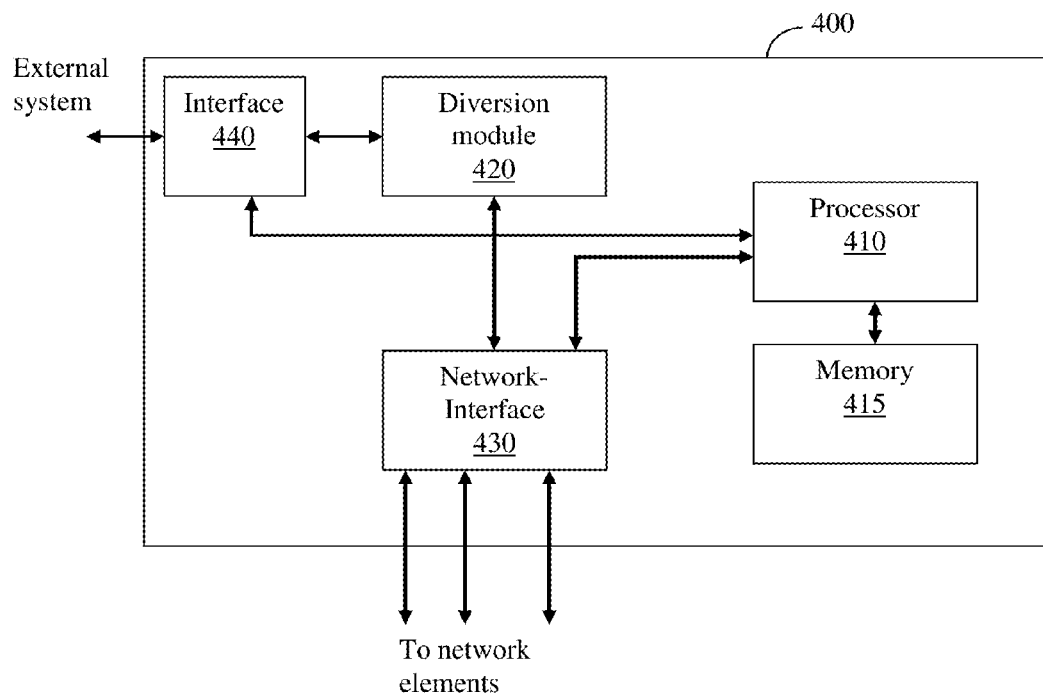 400
External
system
Interface
440
Diversion
module
420
Processor
410
Network-
Interface
430
Memory
415
To network
elements